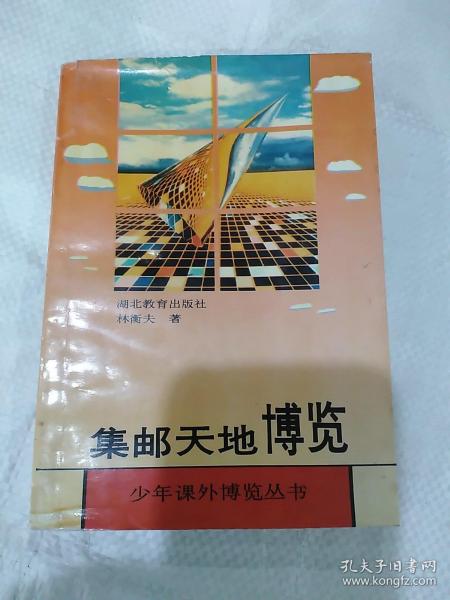 湖北教育出版社
林衡夫 著
集邮天地博览
少年课外博览丛书
孔夫子旧书网
www.kongfz.com